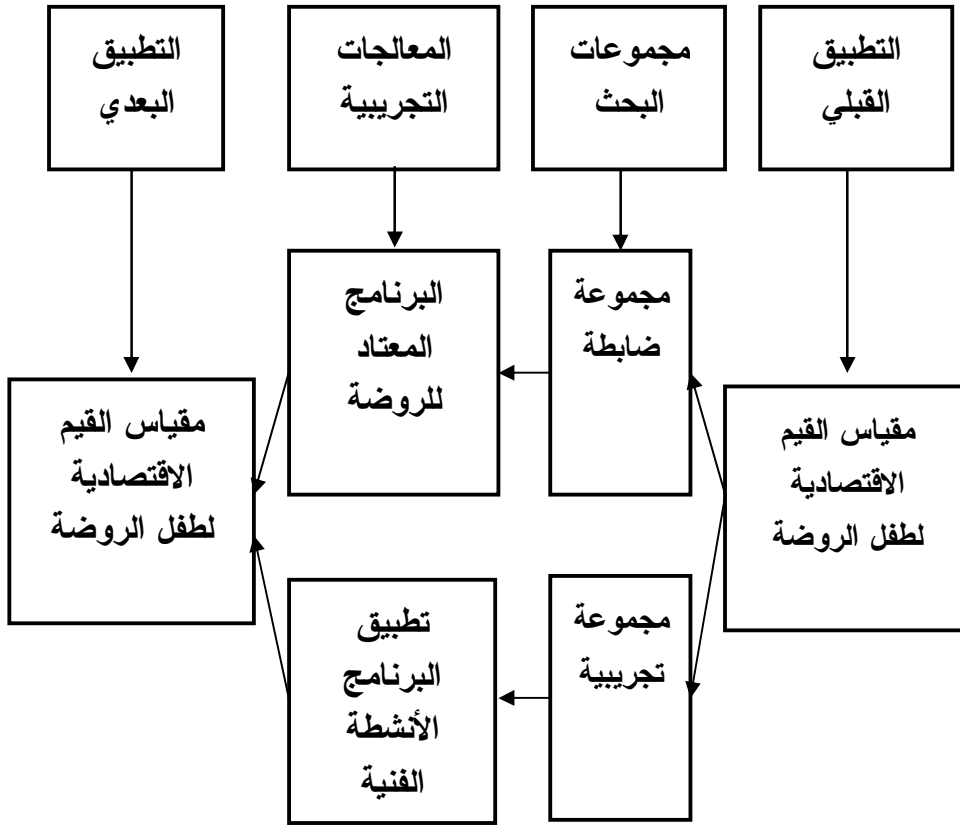 التطبيق
القبلي
مجموعات
البحث
المعالجات
التجريبية
التطبيق
البعدي
مجموعة
ضابطة
البرنامج
المعتاد
للروضة
مقياس القيم
الاقتصادية
لطفل الروضة
مقياس القيم
الاقتصادية
لطفل الروضة
مجموعة
تجريبية
تطبيق
البرنامج
الأنشطة
الفنية